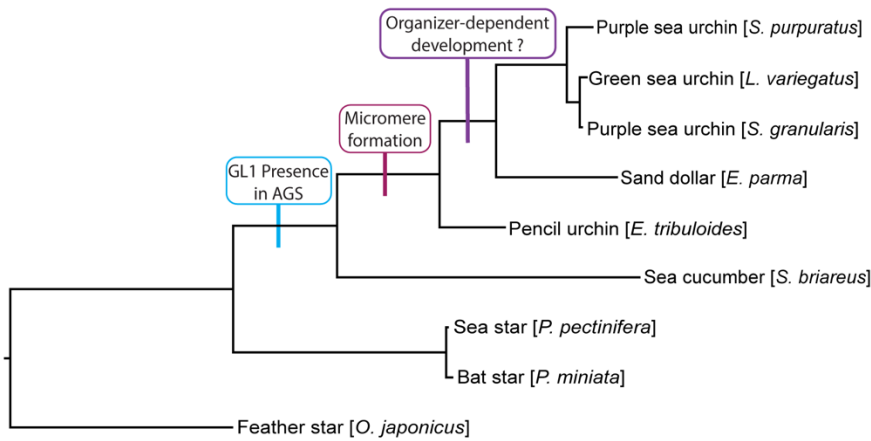 Organizer-dependent
development ?
Purple sea urchin [S. purpuratus]
Green sea urchin [L. variegatus]
Micromere
formation
Purple sea urchin [S. granularis]
GL1 Presence
in AGS
Sand dollar [E. parma]
Pencil urchin [E. tribuloides]
Sea cucumber [S. briareus]
Sea star [P. pectinifera]
Bat star [P. miniata]
Feather star [O. japonicus]